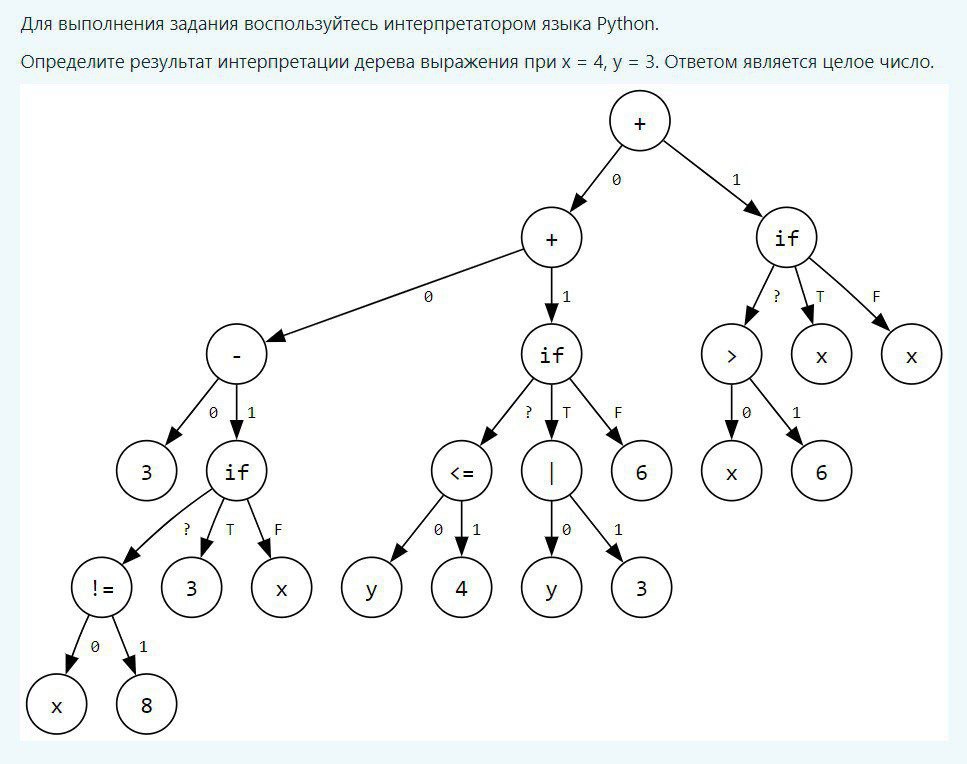 Для выполнения задания воспользуйтесь интерпретатором языка Python.
Определите результат интерпретации дерева выражения при x = 4, y = 3. Ответом является целое число.
+
0 1
+ if
0 1 ? T F
- if > x x
0 1 ? T F 0 1
3 if <= | 6 x 6
? T F 0 1 0 1
!= 3 x y 4 y 3
0 1
x 8